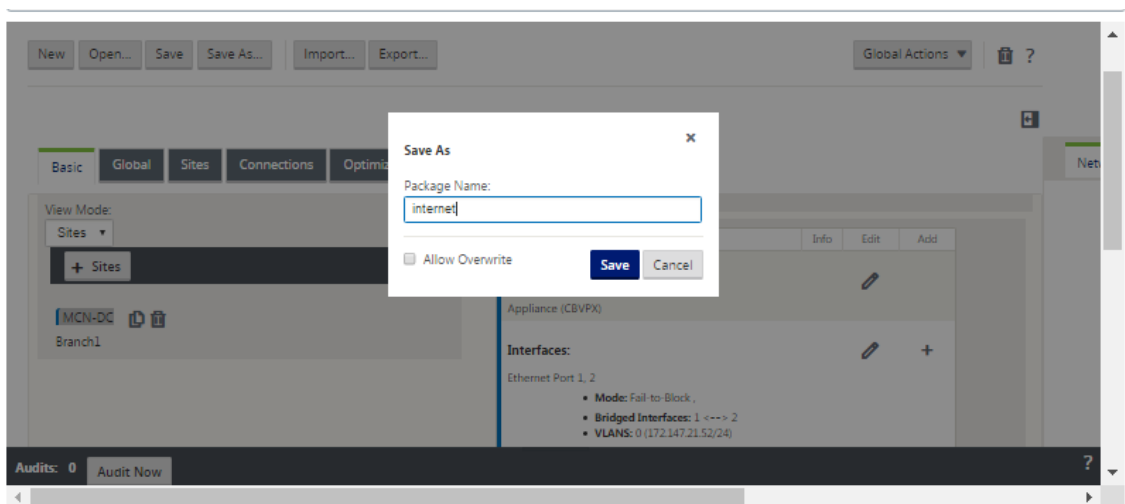 New Open... Save Save As... Import... Export... Global Actions ?
Save As
Package Name:
internet
Allow Overwrite
Save Cancel
Basic Global Sites Connections Optimiz
Net
View Mode:
Sites
+ Sites
MCN-DC
Branch1
Info Edit Add
Appliance (CBVPX)
Interfaces:
Ethernet Port 1, 2
• Mode: Fail-to-Block ,
• Bridged Interfaces: 1 <--> 2
• VLANS: 0 (172.147.21.52/24)
Audits: 0 Audit Now ?